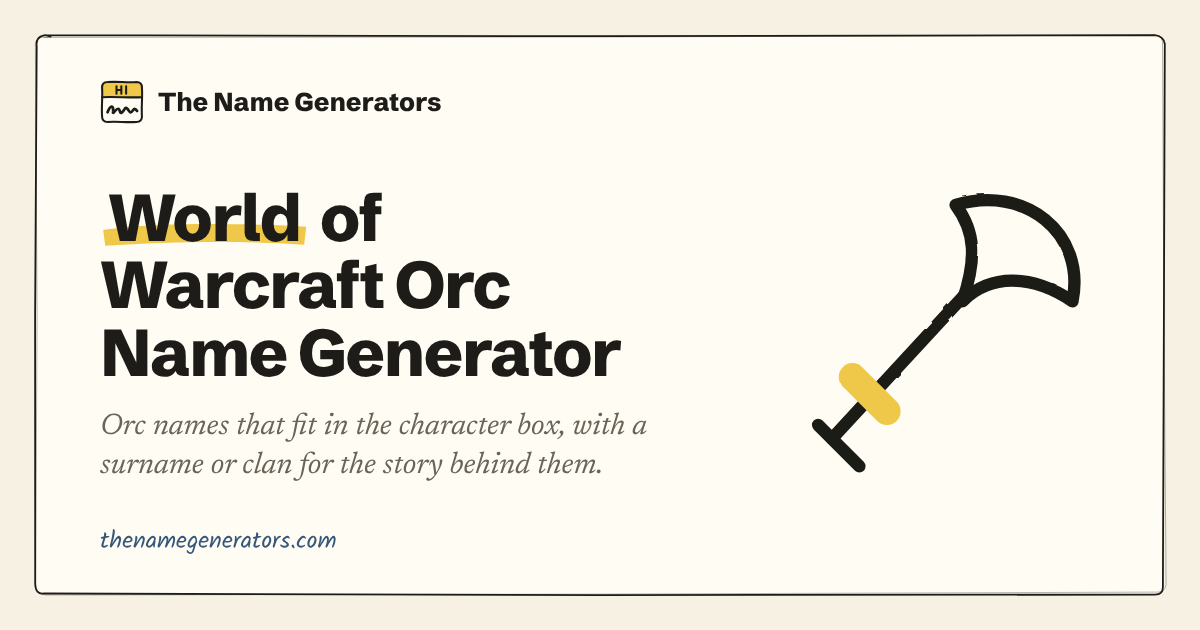 HI
The Name Generators
World of
Warcraft Orc
Name Generator
Orc names that fit in the character box, with a
surname or clan for the story behind them.
thenamegenerators.com